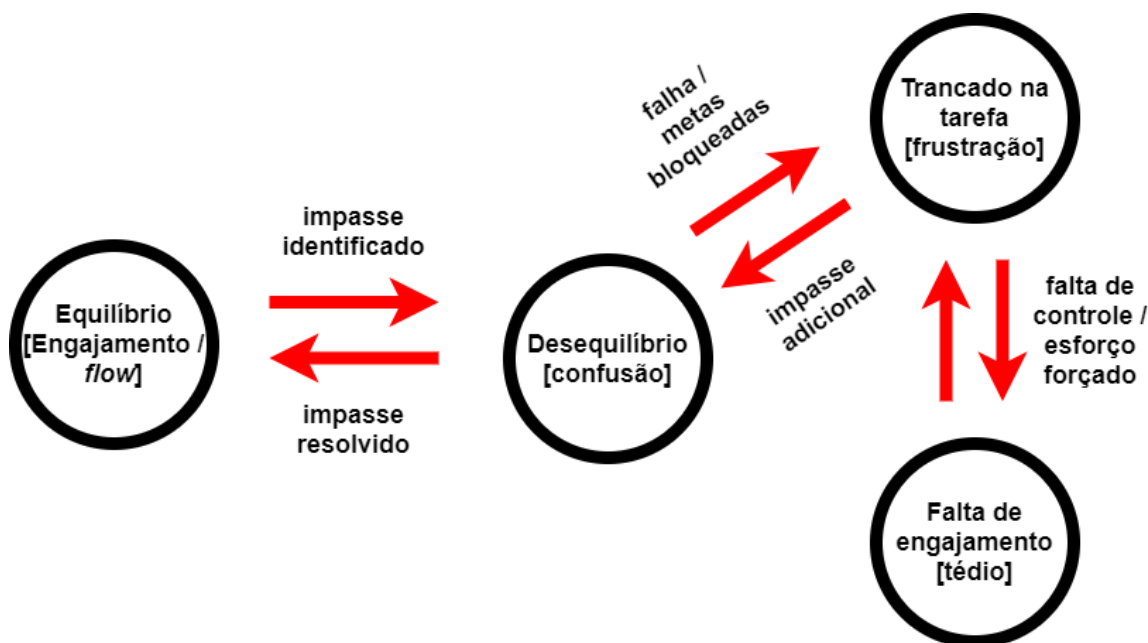 Equilíbrio
[Engajamento /
flow]
impasse
identificado
impasse
resolvido
Desequilíbrio
[confusão]
falha /
metas
bloqueadas
impasse
adicional
Trancado na
tarefa
[frustração]
falta de
controle /
esforço
forçado
Falta de
engajamento
[tédio]